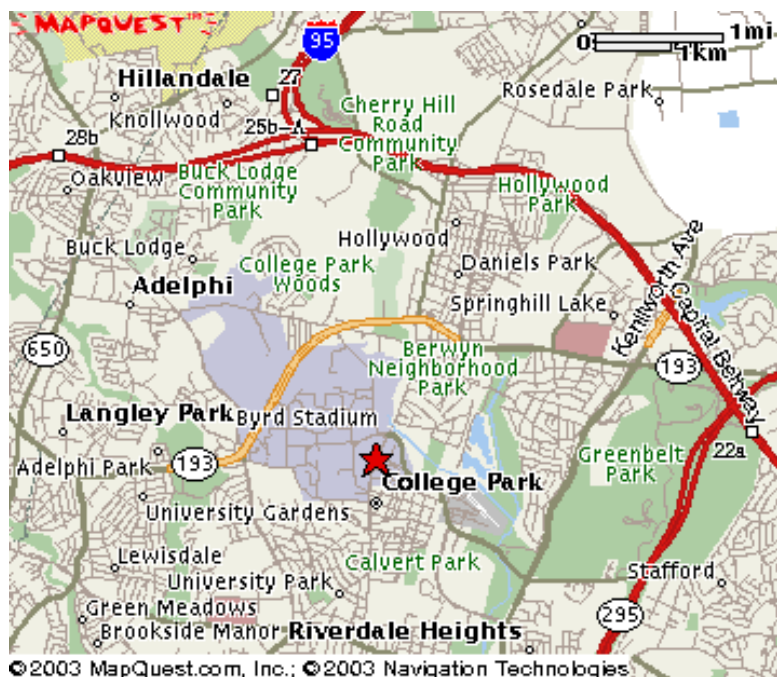 MAPQUEST™
95
0
1mi
1km
Hillandale
27
Rosedale Park
Knollwood
Cherry Hill
Road
Community
Park
25b-A
28b
Oakview
Buck Lodge
Community
Park
Hollywood
Park
Hollywood
Buck Lodge
College Park
Woods
Daniels Park
Adelphi
Springhill Lake
Kenilworth Ave
Capital Beltway
650
Berwyn
Neighborhood
Park
193
Langley Park
Byrd Stadium
Adelphi Park
193
Greenbelt
Park
22a
College Park
University Gardens
Lewisdale
Calvert Park
University Park
Stafford
Green Meadows
295
Brookside Manor
Riverdale Heights
©2003 MapQuest.com, Inc.; ©2003 Navigation Technologies